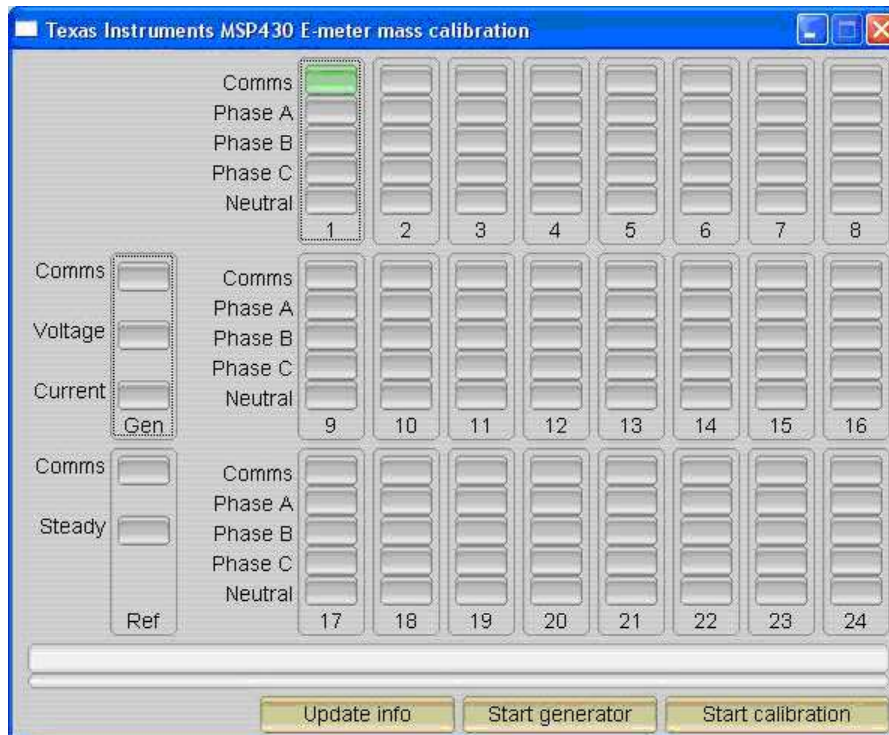 Texas Instruments MSP430 E-meter mass calibration
Comms
Phase A
Phase B
Phase C
Neutral
1 2 3 4 5 6 7 8
Comms
Voltage
Current
Gen
Comms
Phase A
Phase B
Phase C
Neutral
9 10 11 12 13 14 15 16
Comms
Steady
Ref
Comms
Phase A
Phase B
Phase C
Neutral
17 18 19 20 21 22 23 24
Update info Start generator Start calibration